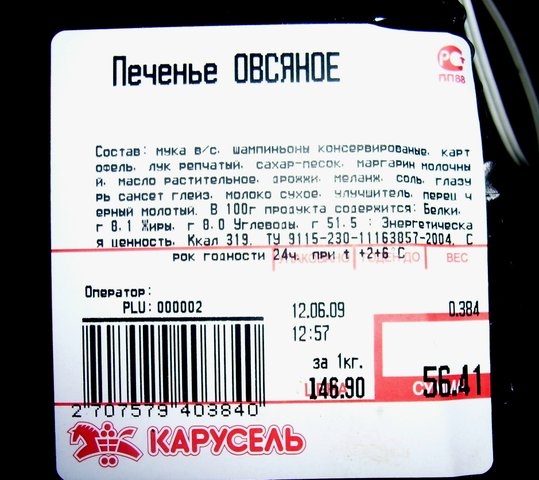 Печенье ОВСЯНОЕ
РС
ПП88
Состав: мука в/с, шампиньоны консервированые, карт
офель, лук репчатый, сахар-песок, маргарин молочны
й, масло растительное, дрожжи, меланж, соль, глазу
рь сансет глейз, молоко сухое, улучшитель, перец ч
ерный молотый. В 100г продукта содержится: Белки,
г 8.1 Жиры, г 8.0 Углеводы, г 51.5 : Энергетическа
я ценность, Ккал 319. ТУ 9115-230-11163857-2004, С
рок годности 24ч. при t +2+6 С
ВЕС
Оператор:
PLU: 000002
12.06.09 0.384
12:57
за 1кг.
146.90 56.41
2 707579 403840
КАРУСЕЛЬ